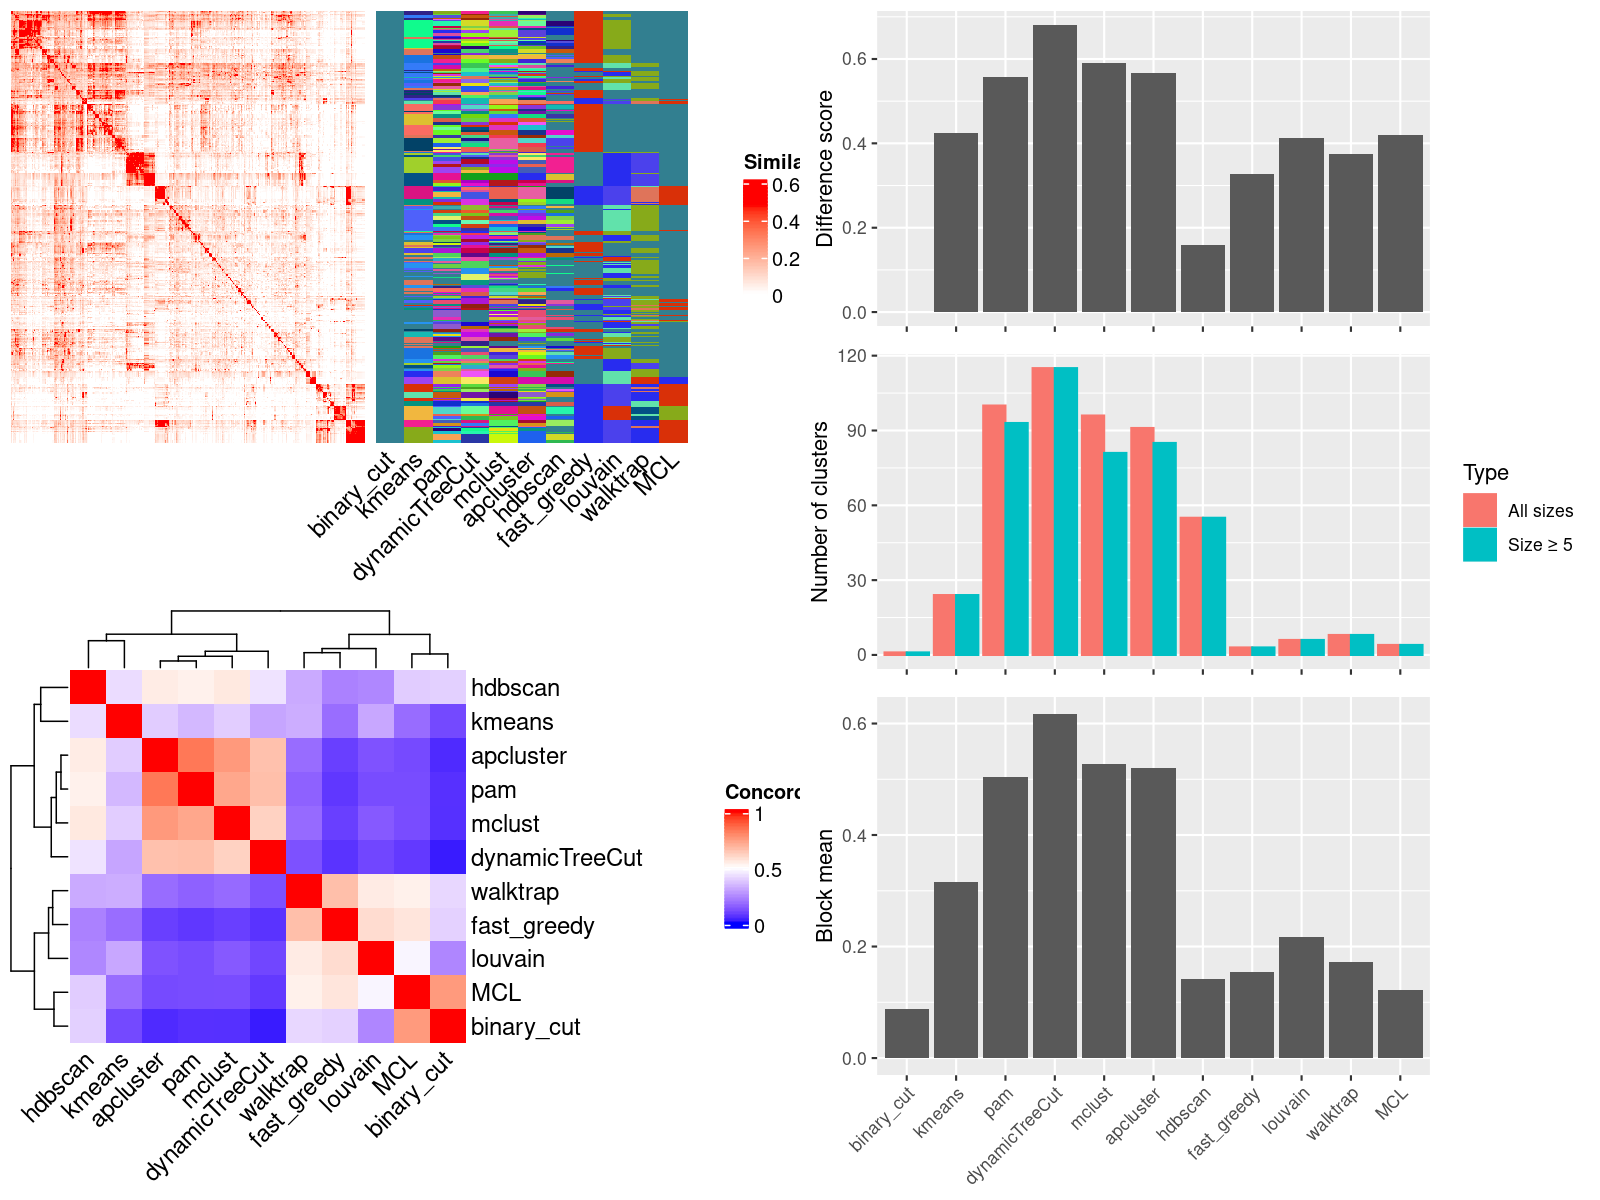 Simila
0.6
0.4
0.2
0
binary_cut
kmeans
pam
dynamicTreeCut
mclust
apcluster
hdbscan
fast_greedy
louvain
walktrap
MCL
hdbscan
kmeans
apcluster
pam
mclust
dynamicTreeCut
walktrap
fast_greedy
louvain
MCL
binary_cut
hdbscan
kmeans
apcluster
pam
mclust
dynamicTreeCut
walktrap
fast_greedy
louvain
MCL
binary_cut
Concord
1
0.5
0
Difference score
0.6
0.4
0.2
0.0
Number of clusters
120
90
60
30
0
Type
All sizes
Size ≥ 5
Block mean
0.6
0.4
0.2
0.0
binary_cut
kmeans
pam
dynamicTreeCut
mclust
apcluster
hdbscan
fast_greedy
louvain
walktrap
MCL